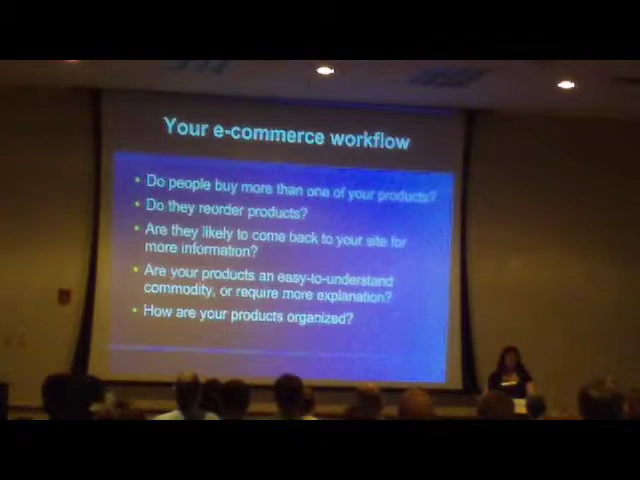 Your e-commerce workflow
• Do people buy more than one of your products?
• Do they reorder products?
• Are they likely to come back to your site for
more information?
• Are your products an easy-to-understand
commodity, or require more explanation?
• How are your products organized?